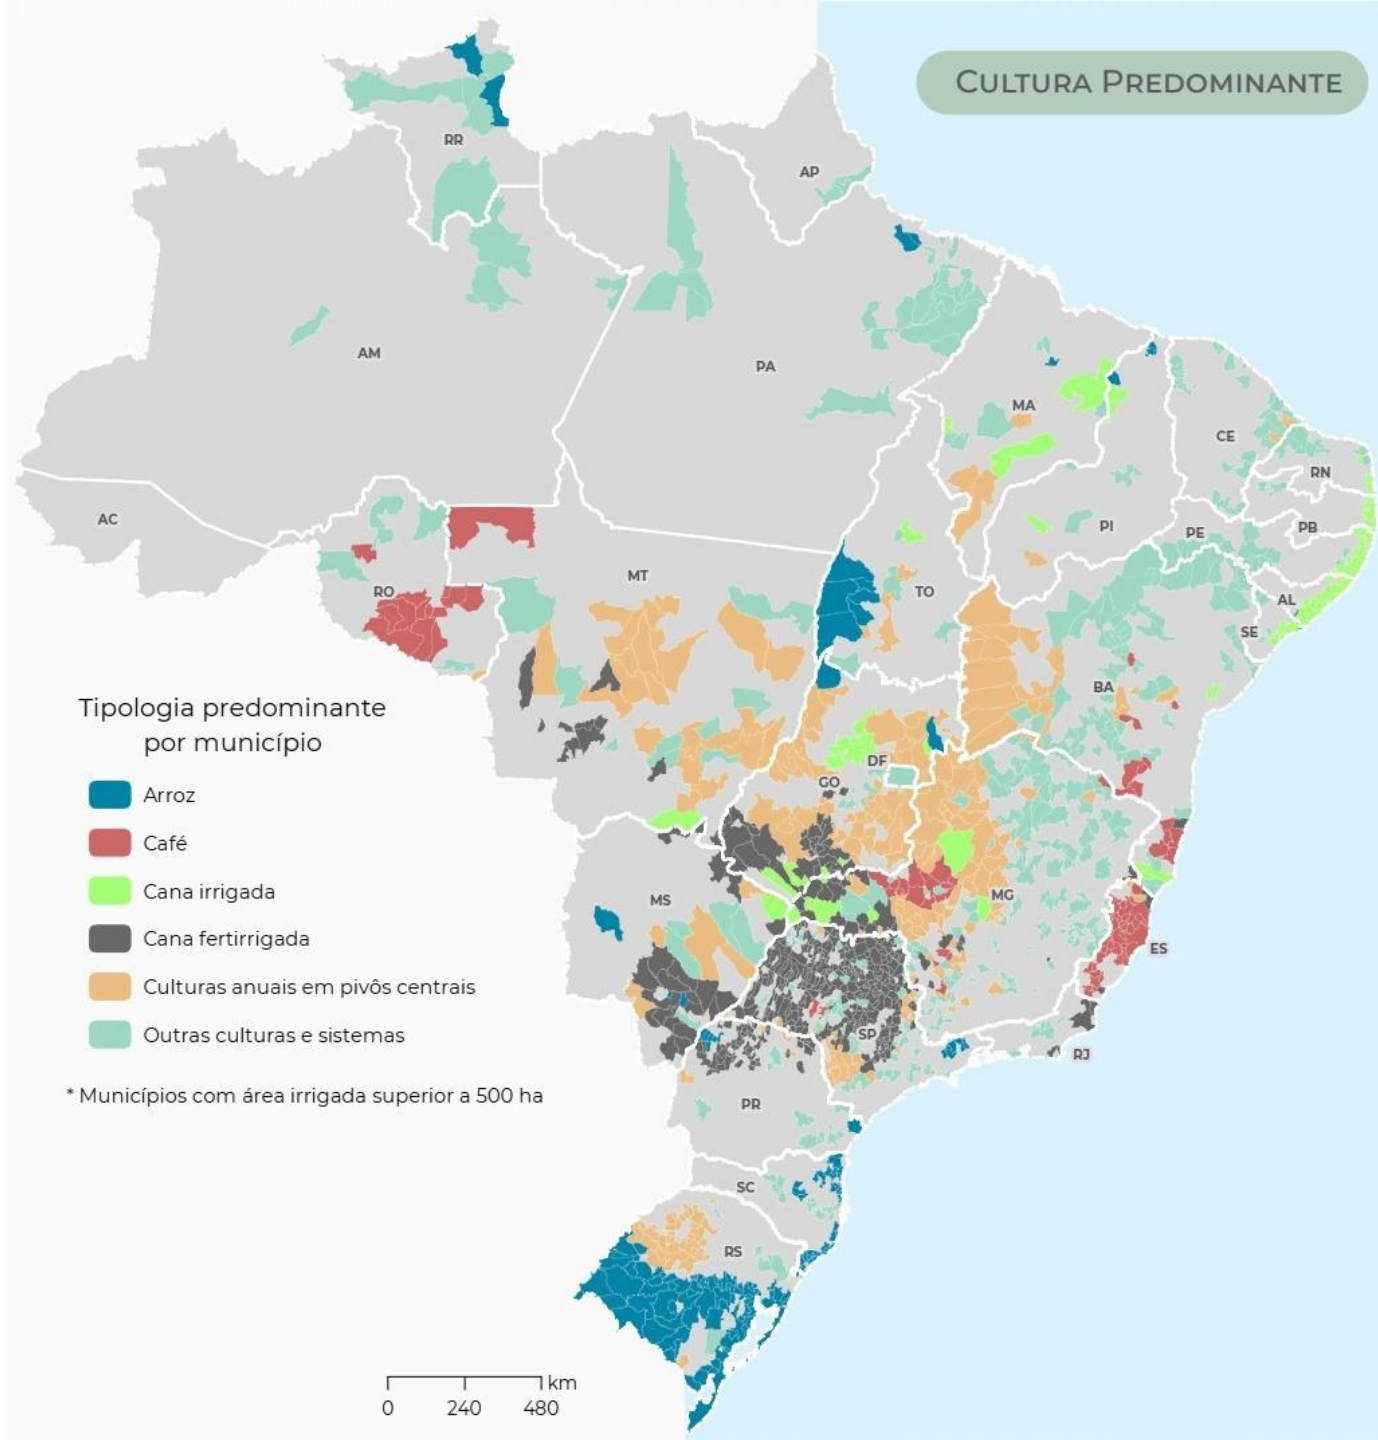 CULTURA PREDOMINANTE
RR
AP
AM
PA
MA
CE
RN
AC
PI
PE
PB
RO
MT
TO
AL
SE
BA
Tipologia predominante
por município
DF
GO
Arroz
Café
Cana irrigada
MS
MG
Cana fertirrigada
ES
Culturas anuais em pivôs centrais
Outras culturas e sistemas
SP
RJ
* Municípios com área irrigada superior a 500 ha
PR
SC
RS
km
0 240 480